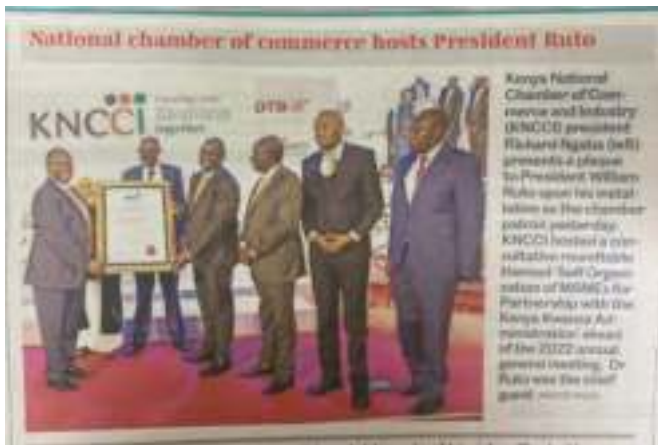 National chamber of commerce hosts President Ruto
KNCCI
DTB
Kenya National
Chamber of Com-
merce and Industry
(KNCCI) president
Richard Ngatia (left)
presents a plaque
to President William
Ruto upon his instal-
lation as the chamber
patron yesterday.
KNCCI hosted a con-
sultative roundtable
themed 'Self Organi-
sation of MSMEs for
Partnership with the
Kenya Kwanza Ad-
ministration' ahead
of the 2022 annual
general meeting. Dr
Ruto was the chief
guest.